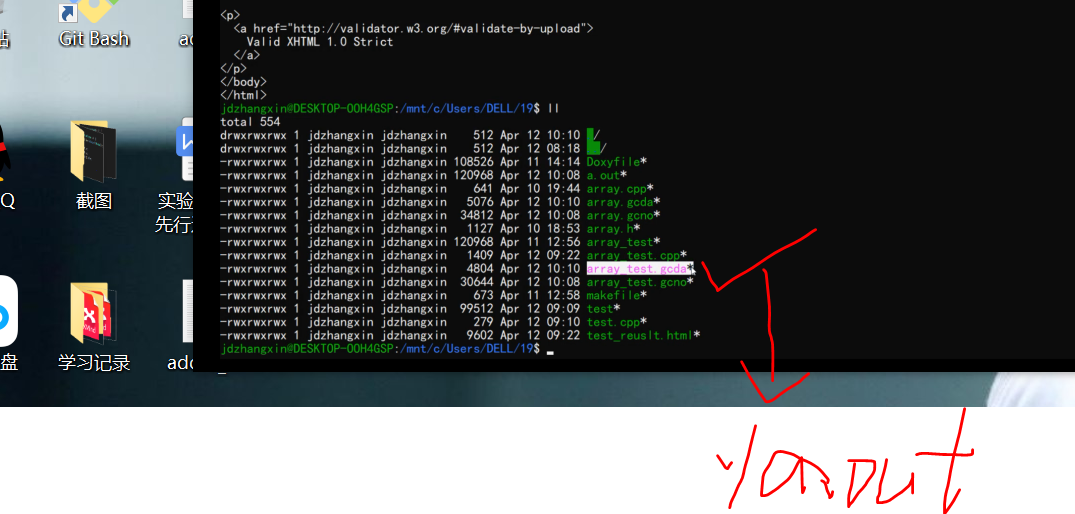 Git Bash
截图
实验
先行
学习记录
盘
Q
<p>
<a href="http://validator.w3.org/#validate-by-upload">
Valid XHTML 1.0 Strict
</a>
</p>
</body>
</html>
jdzhangxin@DESKTOP-OOH4GSP:/mnt/c/Users/DELL/19$ ll
total 554
drwxrwxrwx 1 jdzhangxin jdzhangxin 512 Apr 12 10:10 ./
drwxrwxrwx 1 jdzhangxin jdzhangxin 512 Apr 12 08:18 ../
-rwxrwxrwx 1 jdzhangxin jdzhangxin 108526 Apr 11 14:14 Doxyfile*
-rwxrwxrwx 1 jdzhangxin jdzhangxin 120968 Apr 12 10:08 a.out*
-rwxrwxrwx 1 jdzhangxin jdzhangxin 641 Apr 10 19:44 array.cpp*
-rwxrwxrwx 1 jdzhangxin jdzhangxin 5076 Apr 12 10:10 array.gcda*
-rwxrwxrwx 1 jdzhangxin jdzhangxin 34812 Apr 12 10:08 array.gcno*
-rwxrwxrwx 1 jdzhangxin jdzhangxin 1127 Apr 10 18:53 array.h*
-rwxrwxrwx 1 jdzhangxin jdzhangxin 120968 Apr 11 12:56 array_test*
-rwxrwxrwx 1 jdzhangxin jdzhangxin 1409 Apr 12 09:22 array_test.cpp*
-rwxrwxrwx 1 jdzhangxin jdzhangxin 4804 Apr 12 10:10 array_test.gcda*
-rwxrwxrwx 1 jdzhangxin jdzhangxin 30644 Apr 12 10:08 array_test.gcno*
-rwxrwxrwx 1 jdzhangxin jdzhangxin 673 Apr 11 12:58 makefile*
-rwxrwxrwx 1 jdzhangxin jdzhangxin 99512 Apr 12 09:09 test*
-rwxrwxrwx 1 jdzhangxin jdzhangxin 279 Apr 12 09:10 test.cpp*
-rwxrwxrwx 1 jdzhangxin jdzhangxin 9602 Apr 12 09:22 test_reuslt.html*
jdzhangxin@DESKTOP-OOH4GSP:/mnt/c/Users/DELL/19$
./a.out